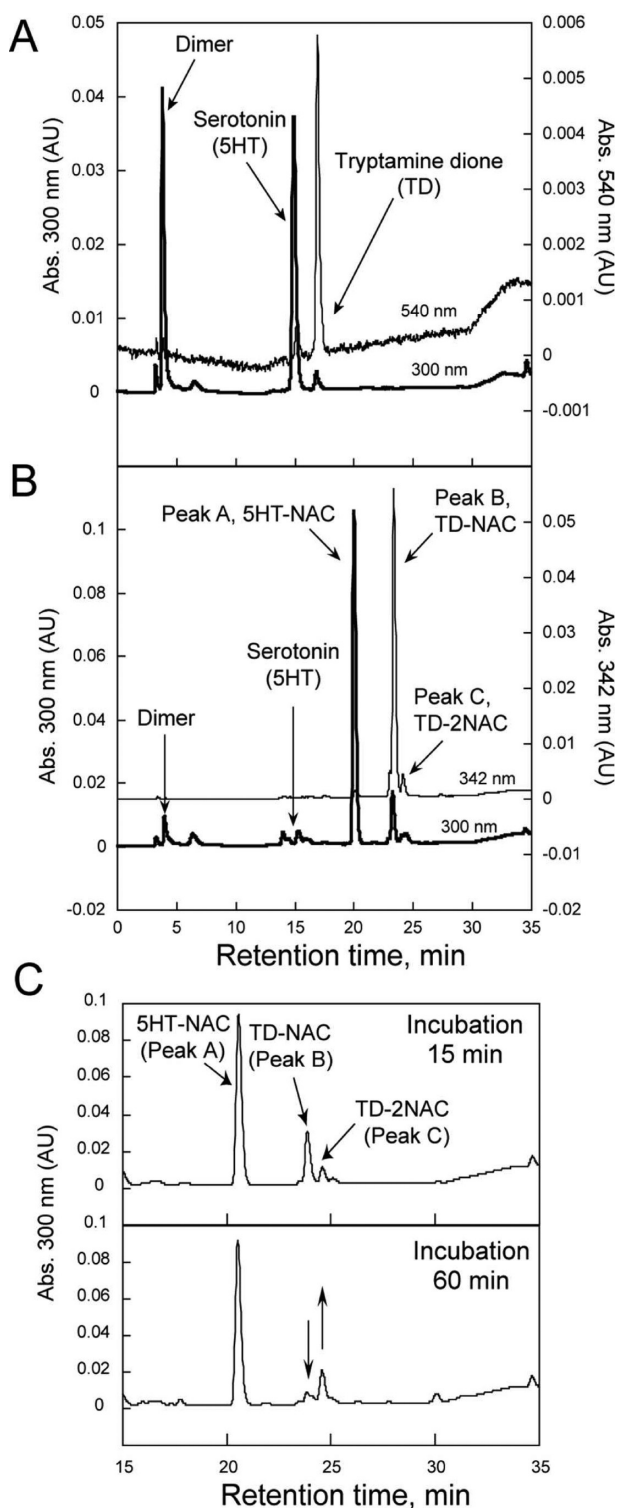 A
Dimer
Serotonin
(5HT)
Tryptamine dione
(TD)
540 nm
300 nm
Abs. 300 nm (AU)
0.05
0.04
0.03
0.02
0.01
0
Abs. 540 nm (AU)
0.006
0.005
0.004
0.003
0.002
0.001
0
-0.001
B
Peak A, 5HT-NAC
Peak B,
TD-NAC
Serotonin
(5HT)
Peak C,
TD-2NAC
Dimer
342 nm
300 nm
Abs. 300 nm (AU)
0.1
0.08
0.06
0.04
0.02
0
-0.02
Abs. 342 nm (AU)
0.05
0.04
0.03
0.02
0.01
0
-0.01
-0.02
0 5 10 15 20 25 30 35
Retention time, min
C
5HT-NAC
(Peak A)
TD-NAC
(Peak B)
TD-2NAC
(Peak C)
Incubation
15 min
0.1
0.08
0.06
0.04
0.02
0
Abs. 300 nm (AU)
Incubation
60 min
0.1
0.08
0.06
0.04
0.02
0
15 20 25 30 35
Retention time, min